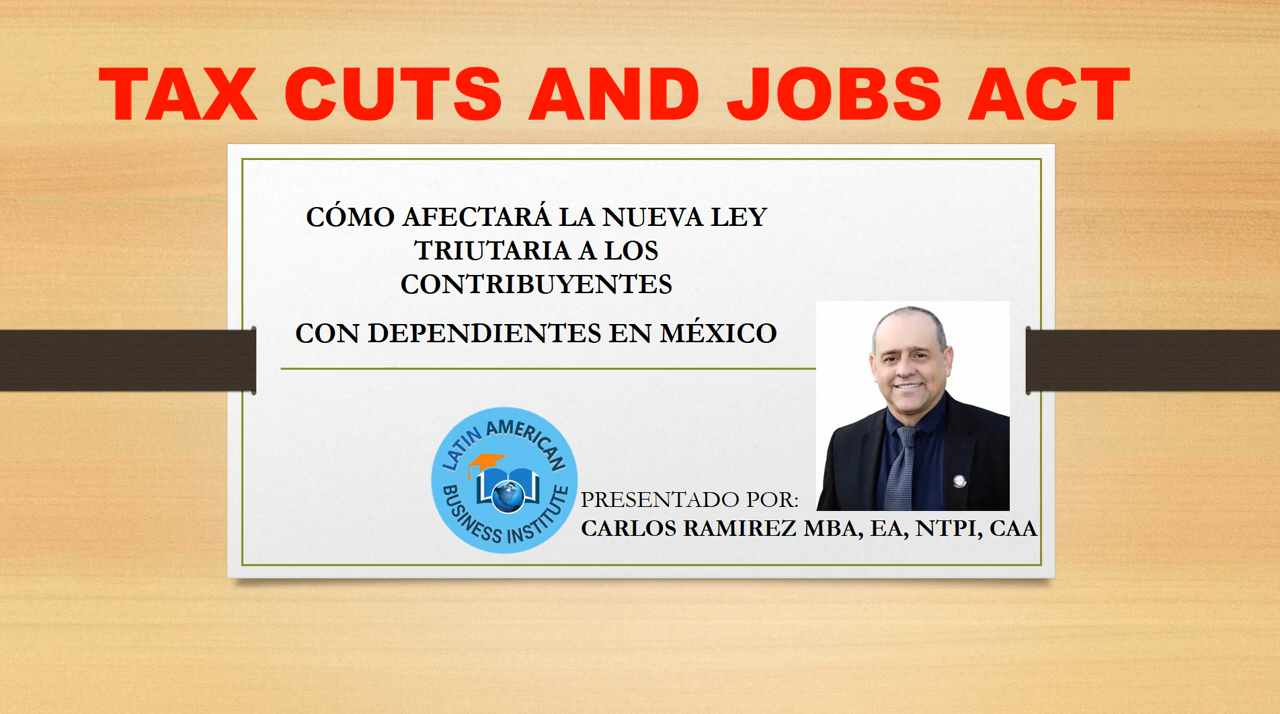 TAX CUTS AND JOBS ACT
CÓMO AFECTARÁ LA NUEVA LEY
TRIUTARIA A LOS
CONTRIBUYENTES
CON DEPENDIENTES EN MÉXICO
LATIN AMERICAN
BUSINESS INSTITUTE
PRESENTADO POR:
CARLOS RAMIREZ MBA, EA, NTPI, CAA